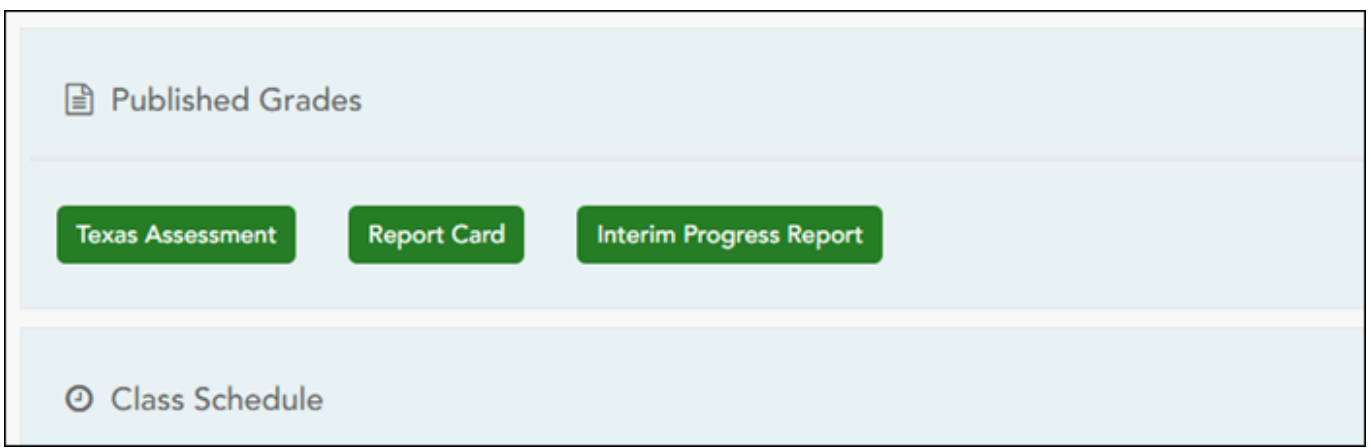 Published Grades
Texas Assessment Report Card Interim Progress Report
Class Schedule